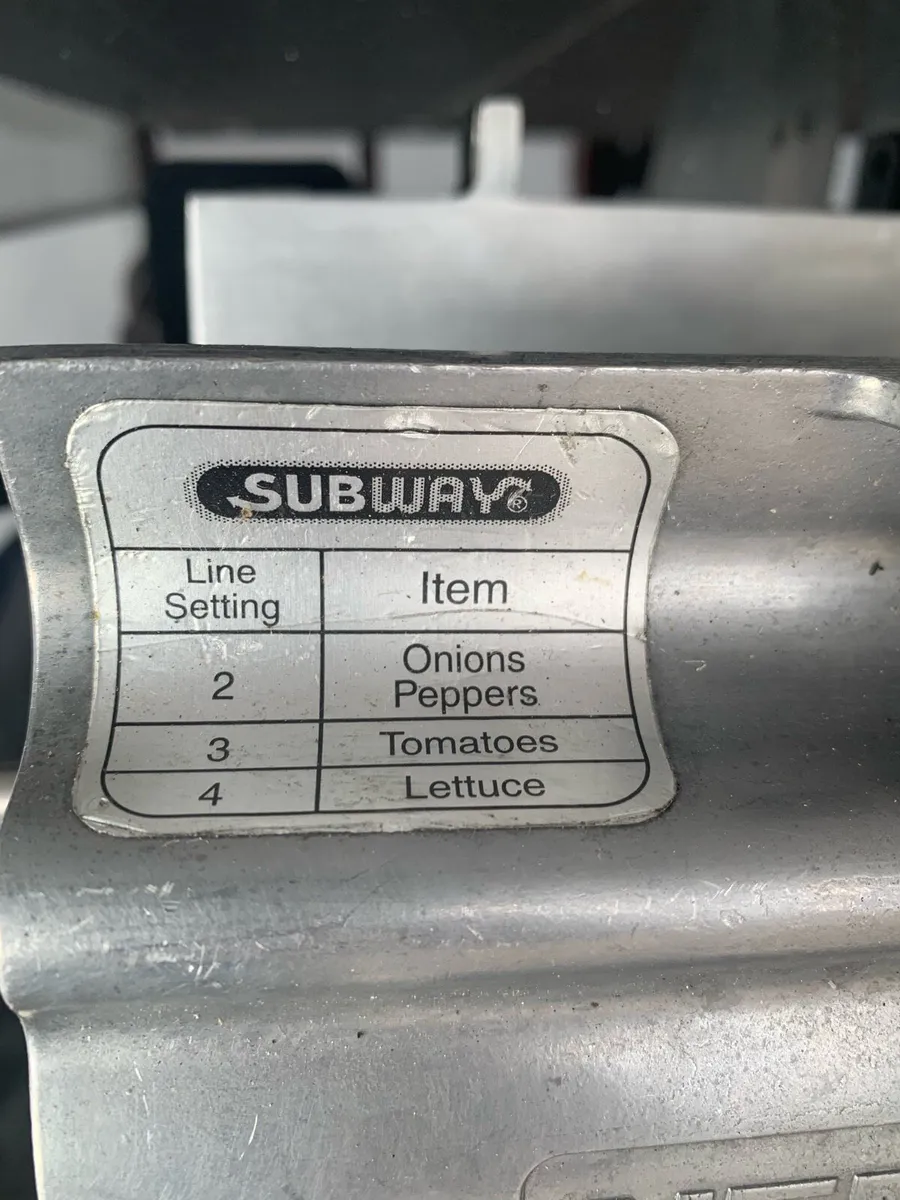 SUBWAY®
Line Setting	Item
2	Onions Peppers
3	Tomatoes
4	Lettuce